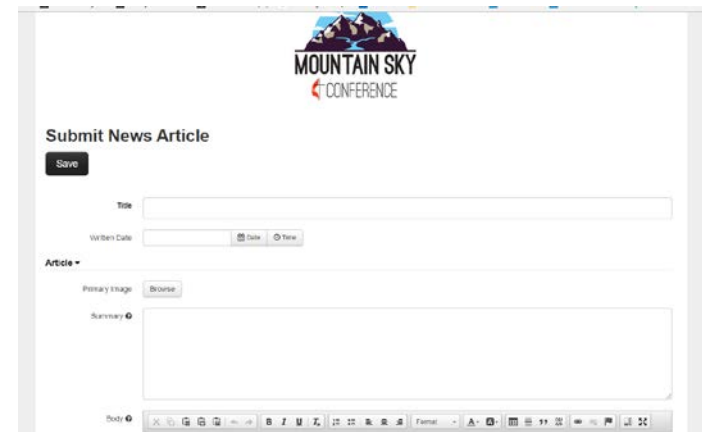 MOUNTAIN SKY
CONFERENCE
Submit News Article
Save
Title
Written Date Date Time
Article
Primary Image Browse
Summary
Body B I U Format A A